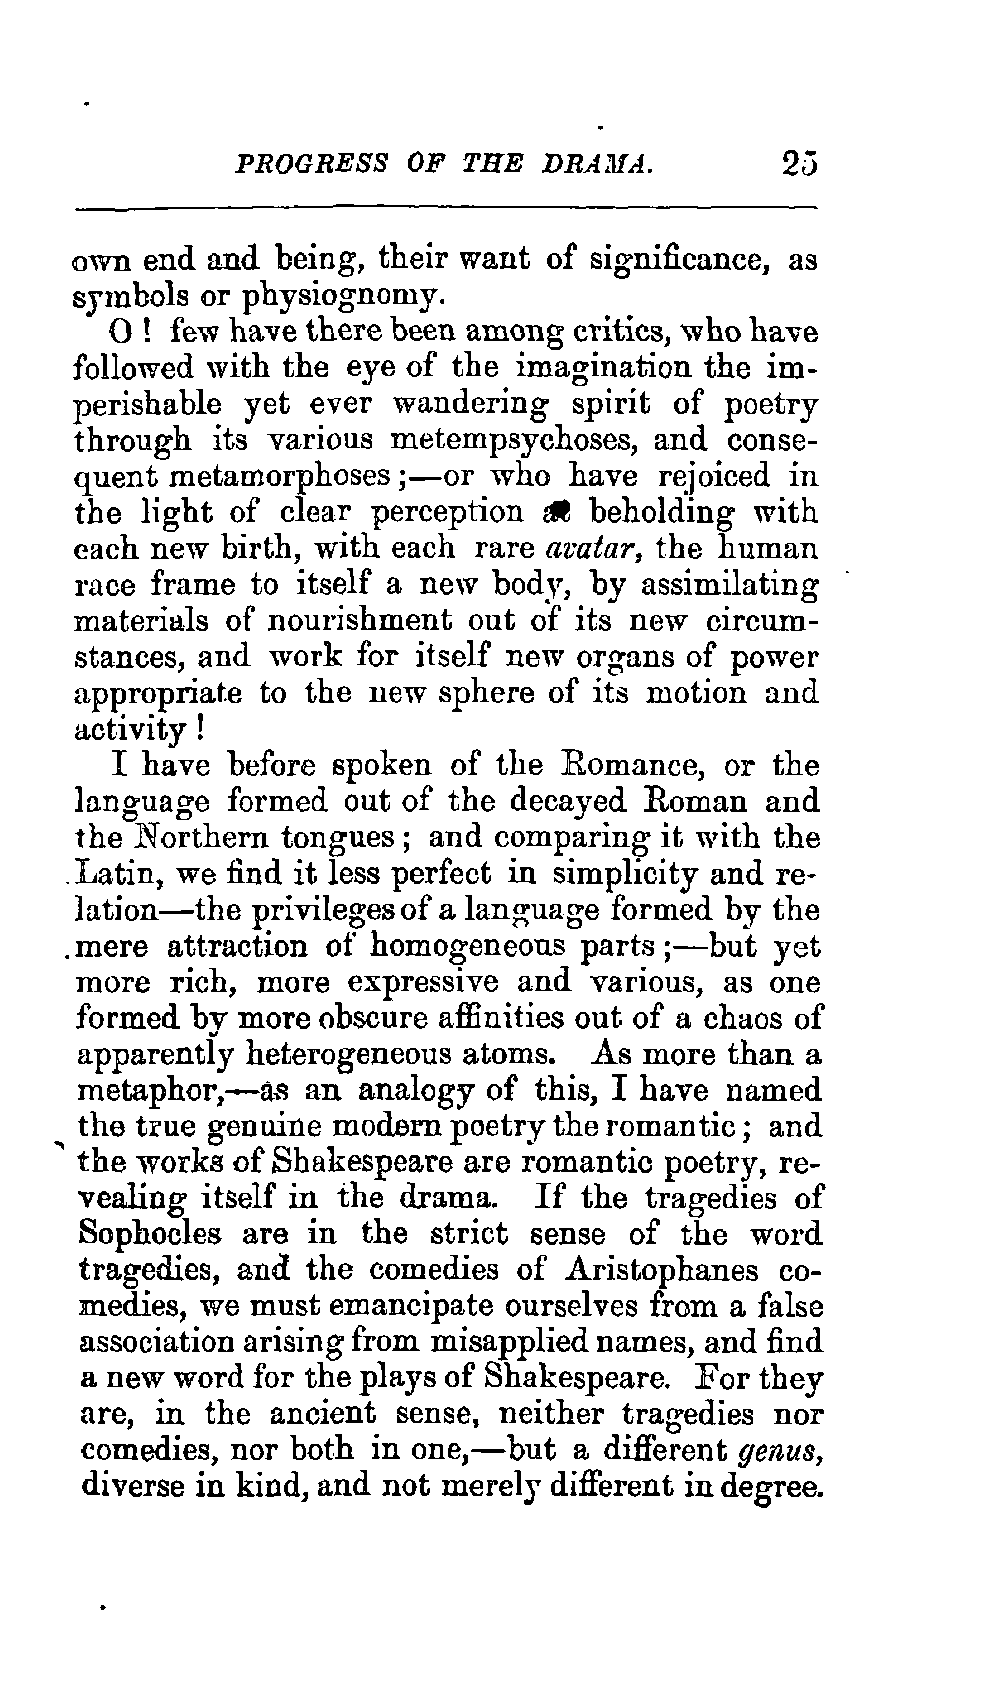 PROGRESS OF THE DRAMA. 25
own end and being, their want of significance, as
symbols or physiognomy.
O ! few have there been among critics, who have
followed with the eye of the imagination the im-
perishable yet ever wandering spirit of poetry
through its various metempsychoses, and conse-
quent metamorphoses ;—or who have rejoiced in
the light of clear perception beholding with
each new birth, with each rare avatar, the human
race frame to itself a new body, by assimilating
materials of nourishment out of its new circum-
stances, and work for itself new organs of power
appropriate to the new sphere of its motion and
activity !
I have before spoken of the Romance, or the
language formed out of the decayed Roman and
the Northern tongues ; and comparing it with the
Latin, we find it less perfect in simplicity and re-
lation—the privileges of a language formed by the
mere attraction of homogeneous parts ;—but yet
more rich, more expressive and various, as one
formed by more obscure affinities out of a chaos of
apparently heterogeneous atoms. As more than a
metaphor,—as an analogy of this, I have named
the true genuine modern poetry the romantic ; and
the works of Shakespeare are romantic poetry, re-
vealing itself in the drama. If the tragedies of
Sophocles are in the strict sense of the word
tragedies, and the comedies of Aristophanes co-
medies, we must emancipate ourselves from a false
association arising from misapplied names, and find
a new word for the plays of Shakespeare. For they
are, in the ancient sense, neither tragedies nor
comedies, nor both in one,—but a different genus,
diverse in kind, and not merely different in degree.